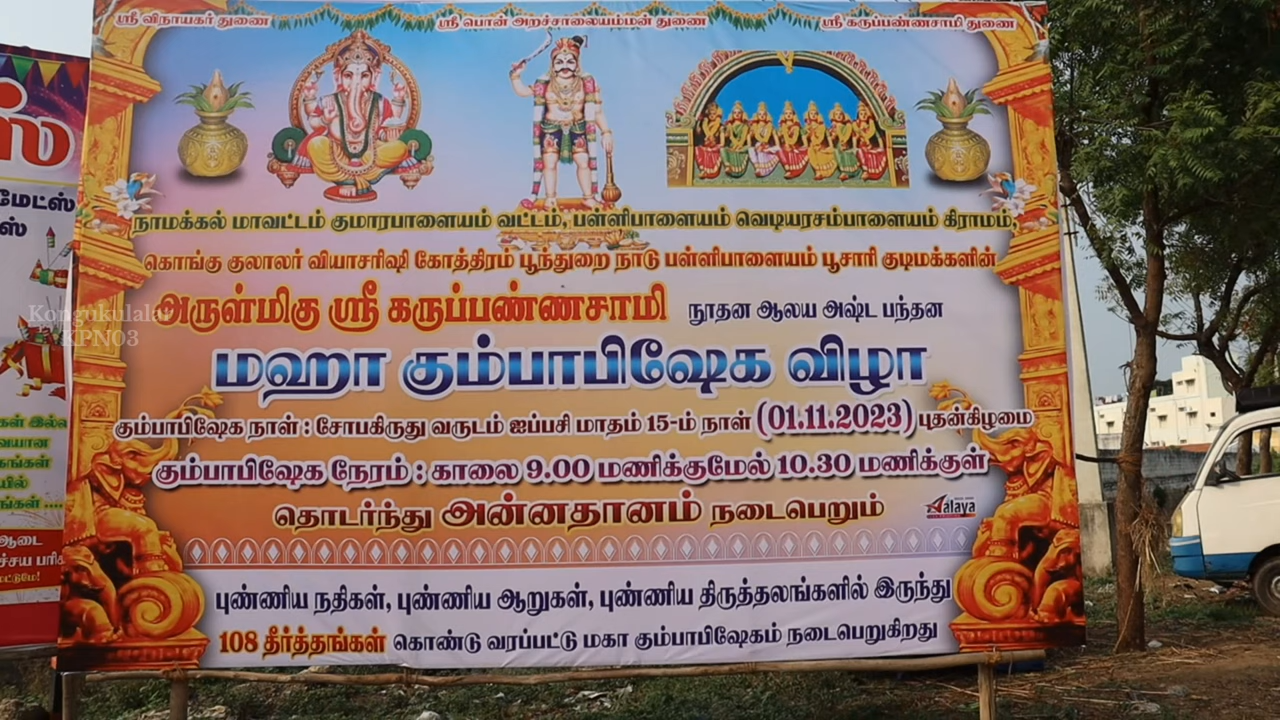 ஸ்ரீ விநாயகர் துணை ஸ்ரீ பொன் அறச்சாலையம்மன் துணை ஸ்ரீ கருப்பண்ணசாமி துணை
நாமக்கல் மாவட்டம் குமாரபாளையம் வட்டம், பள்ளிபாளையம் வெடியரசம்பாளையம் கிராமம்,
கொங்கு குலாலர் வியாசரிஷி கோத்திரம் பூந்துறை நாடு பள்ளிபாளையம் பூசாரி குடிமக்களின்
அருள்மிகு ஸ்ரீ கருப்பண்ணசாமி நூதன ஆலய அஷ்ட பந்தன
மஹா கும்பாபிஷேக விழா
கும்பாபிஷேக நாள் : சோபகிருது வருடம் ஐப்பசி மாதம் 15-ம் நாள் (01.11.2023) புதன்கிழமை
கும்பாபிஷேக நேரம் : காலை 9.00 மணிக்குமேல் 10.30 மணிக்குள்
தொடர்ந்து அன்னதானம் நடைபெறும்
Aalaya
புண்ணிய நதிகள், புண்ணிய ஆறுகள், புண்ணிய திருத்தலங்களில் இருந்து
108 தீர்த்தங்கள் கொண்டு வரப்பட்டு மகா கும்பாபிஷேகம் நடைபெறுகிறது
Kongukulalar
KPN03
மேட்ஸ்
ஆடை